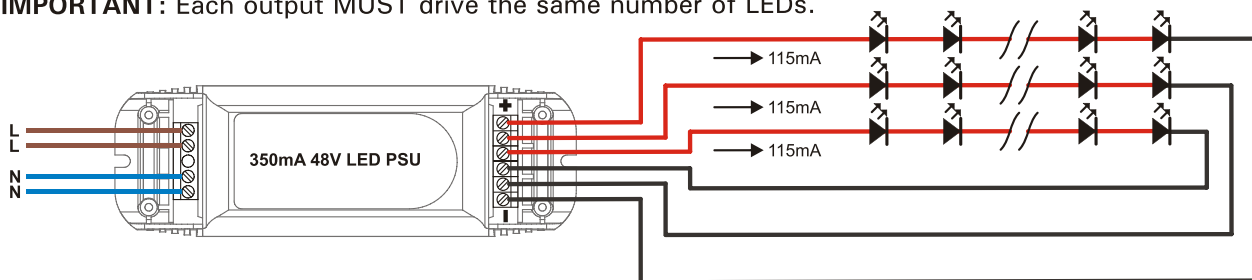 IMPORTANT: Each output MUST drive the same number of LEDs.
115mA
115mA
115mA
+
L
L
N
N
350mA 48V LED PSU
-